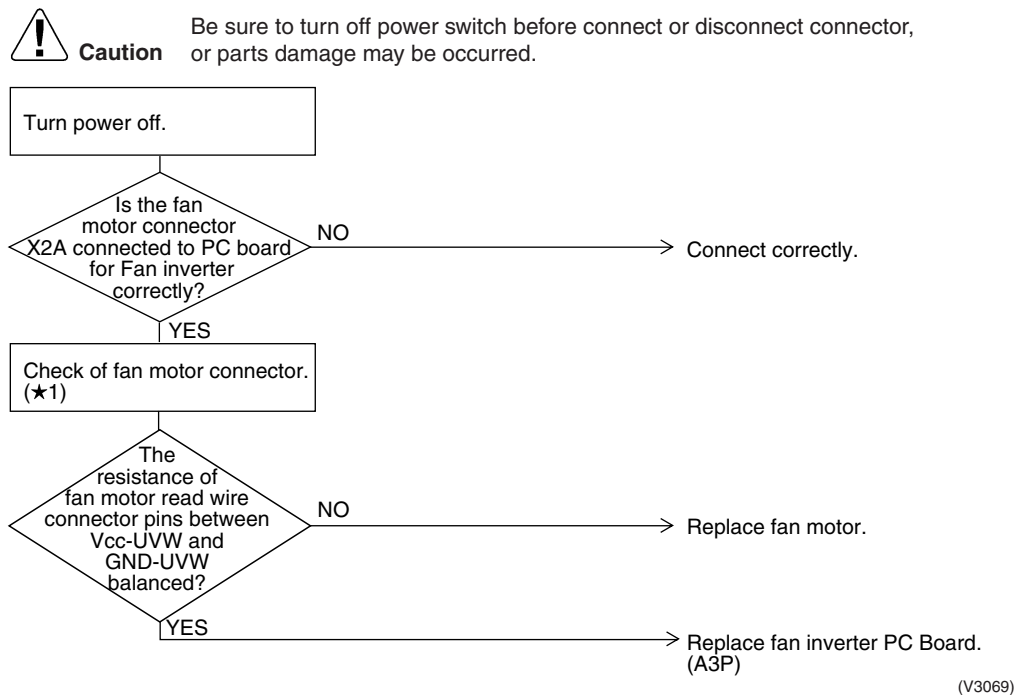 Caution
Be sure to turn off power switch before connect or disconnect connector,
or parts damage may be occurred.
Turn power off.
Is the fan
motor connector
X2A connected to PC board
for Fan inverter
correctly?
NO
Connect correctly.
YES
Check of fan motor connector.
(★1)
The
resistance of
fan motor read wire
connector pins between
Vcc-UVW and
GND-UVW
balanced?
NO
Replace fan motor.
YES
Replace fan inverter PC Board.
(A3P)
(V3069)